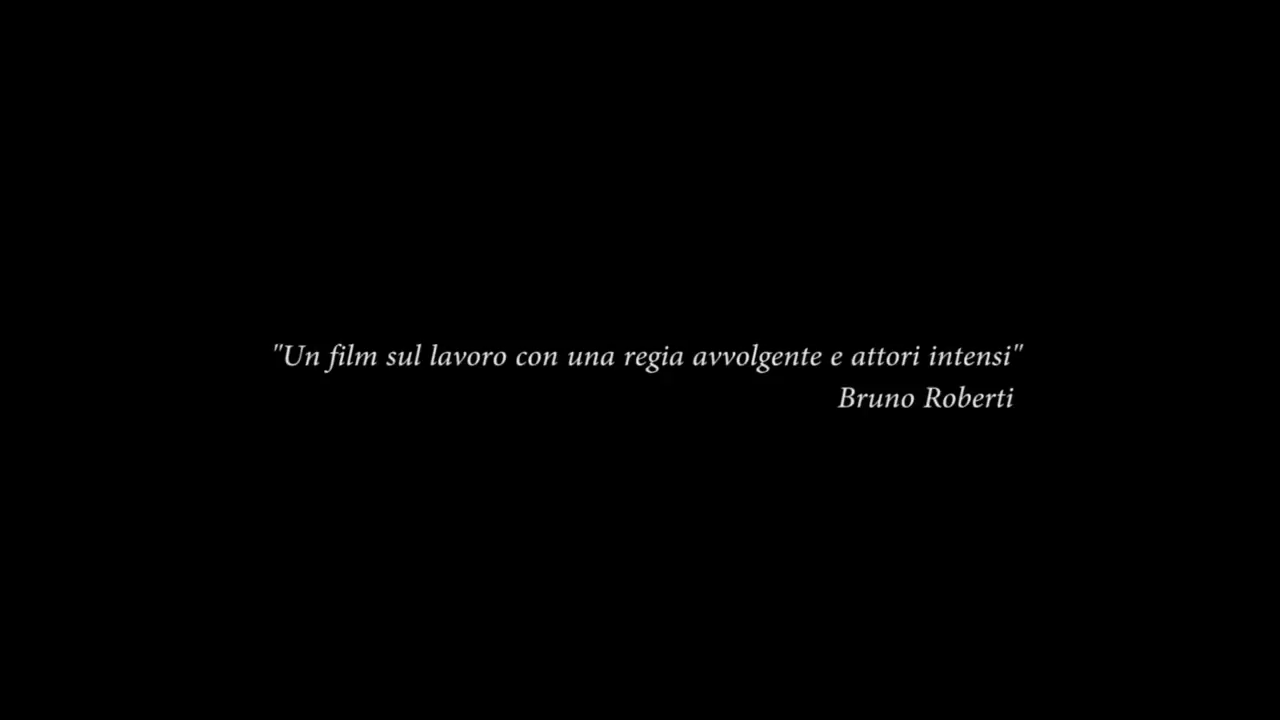 "Un film sul lavoro con una regia avvolgente e attori intensi"
Bruno Roberti